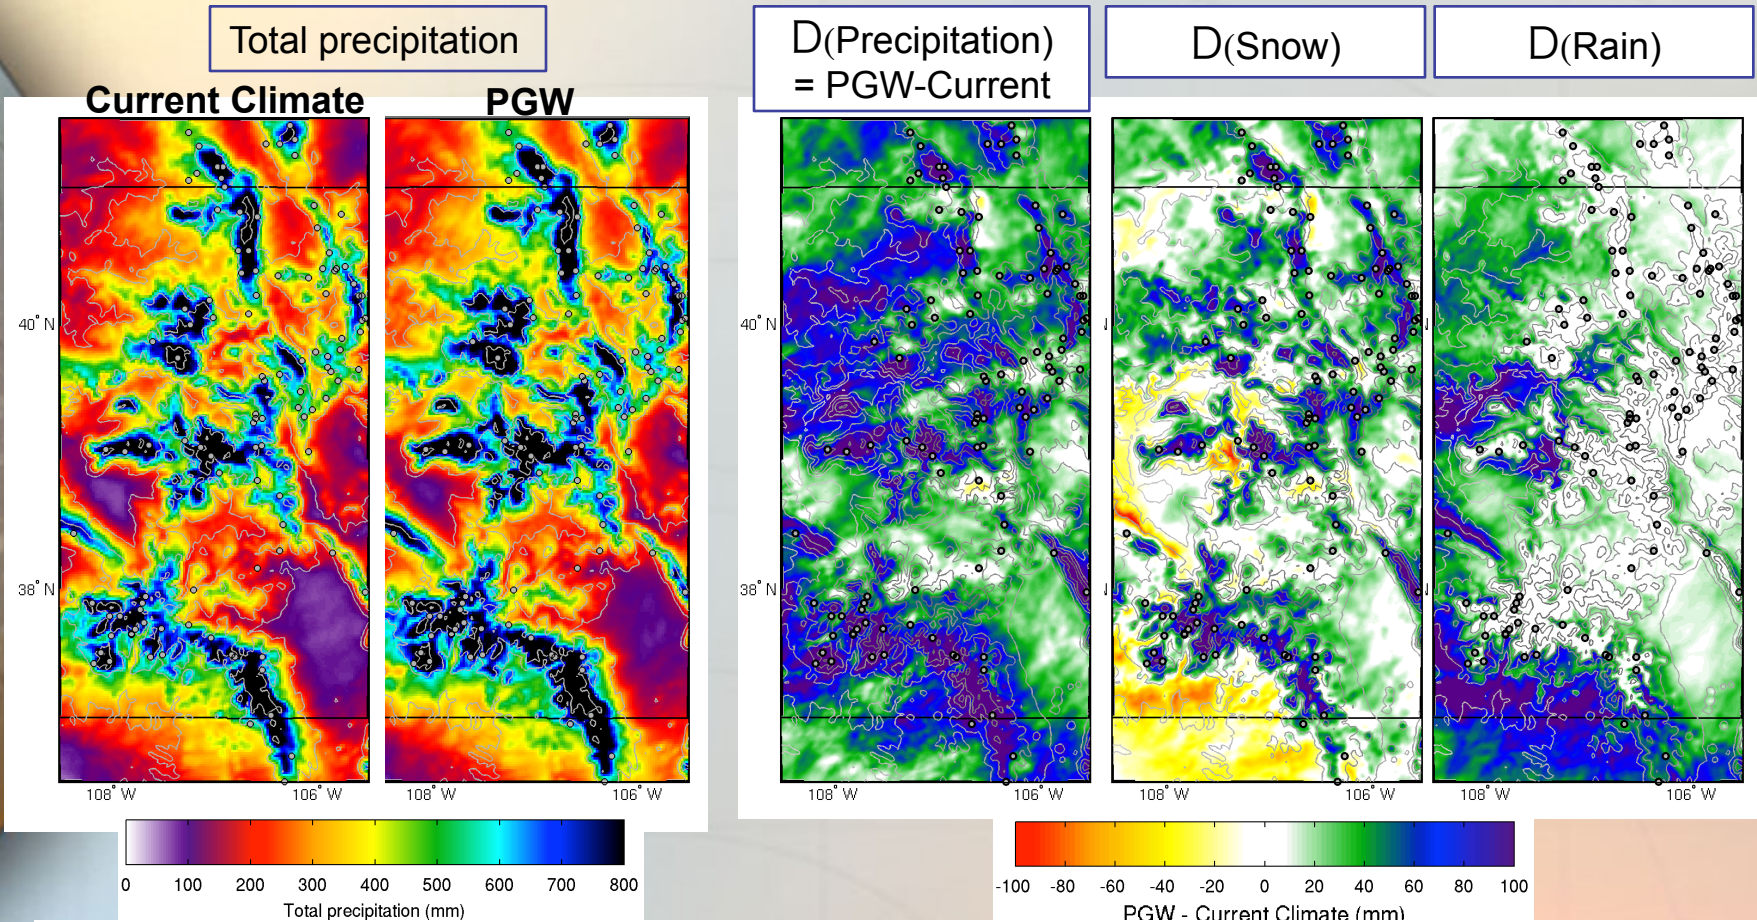 Total precipitation
D(Precipitation)
= PGW-Current
D(Snow)
D(Rain)
Current Climate
PGW
40° N
38° N
108° W
106° W
108° W
106° W
40° N
38° N
108° W
106° W
108° W
106° W
108° W
106° W
0 100 200 300 400 500 600 700 800
Total precipitation (mm)
-100 -80 -60 -40 -20 0 20 40 60 80 100
PGW - Current Climate (mm)